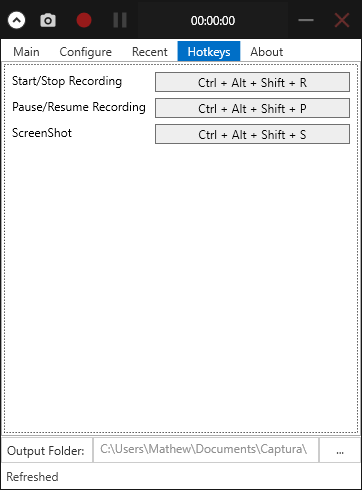 00:00:00
Main Configure Recent Hotkeys About
Start/Stop Recording Ctrl + Alt + Shift + R
Pause/Resume Recording Ctrl + Alt + Shift + P
ScreenShot Ctrl + Alt + Shift + S
Output Folder: C:\Users\Mathew\Documents\Captura\ ...
Refreshed